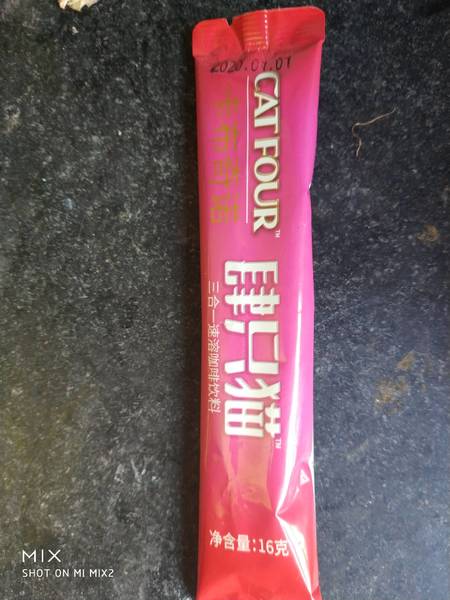 2020.01.01
CAT FOUR™
卡布奇诺
肆只猫™
三合一速溶咖啡饮料
净含量:16克
MIX
SHOT ON MI MIX2